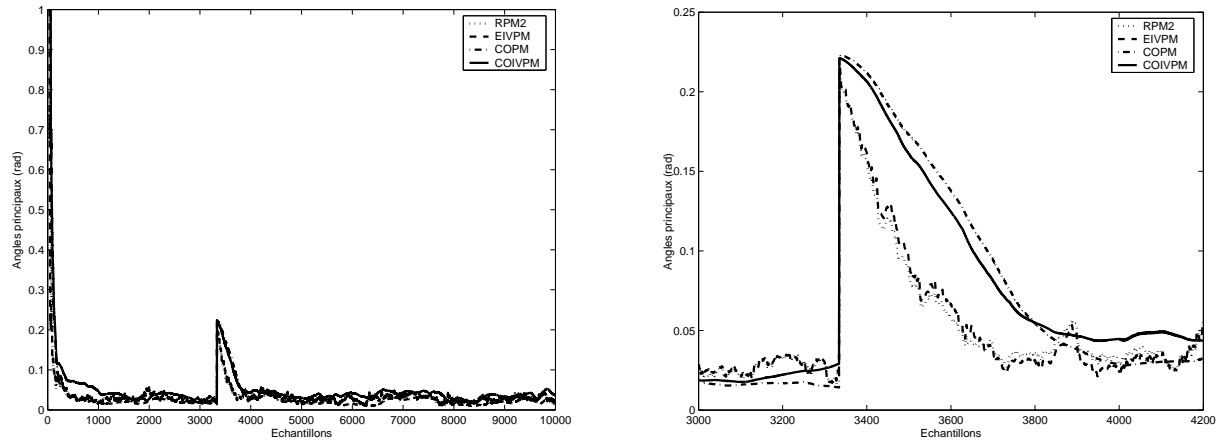 1
0.9
0.8
0.7
0.6
0.5
0.4
0.3
0.2
0.1
0
Angles principaux (rad)
RPM2
EIVPM
COPM
COIVPM
0 1000 2000 3000 4000 5000 6000 7000 8000 9000 10000
Echantillons
0.25
0.2
0.15
0.1
0.05
0
Angles principaux (rad)
RPM2
EIVPM
COPM
COIVPM
3000 3200 3400 3600 3800 4000 4200
Echantillons